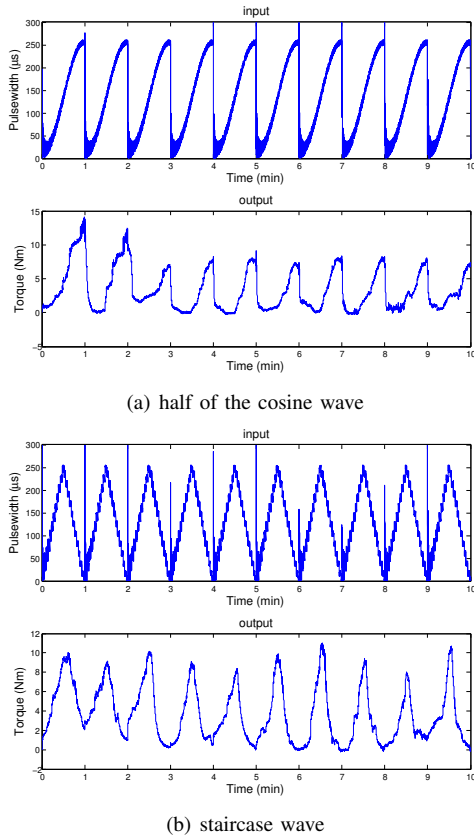 input
300
250
200
150
100
50
0
Pulsewidth (µs)
0 1 2 3 4 5 6 7 8 9 10
Time (min)
output
15
10
5
0
−5
Torque (Nm)
0 1 2 3 4 5 6 7 8 9 10
Time (min)
(a) half of the cosine wave
input
300
250
200
150
100
50
0
Pulsewidth (µs)
0 1 2 3 4 5 6 7 8 9 10
Time (min)
output
12
10
8
6
4
2
0
−2
Torque (Nm)
0 1 2 3 4 5 6 7 8 9 10
Time (min)
(b) staircase wave